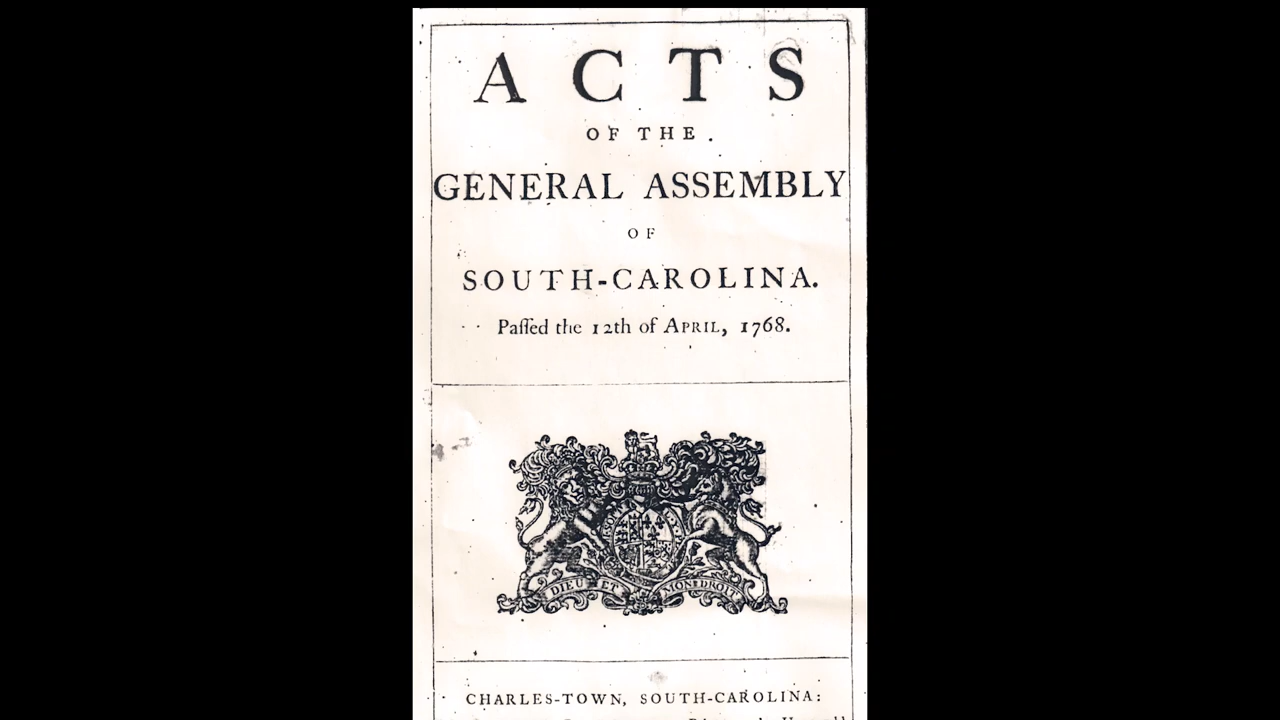 ACTS
OF THE
GENERAL ASSEMBLY
OF
SOUTH-CAROLINA.
Paſſed the 12th of APRIL, 1768.
DIEU ET MON DROIT
CHARLES-TOWN, SOUTH-CAROLINA: